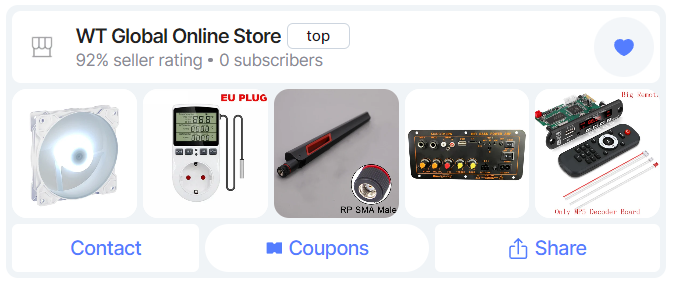 WT Global Online Store top
92% seller rating • 0 subscribers
EU PLUG
RP SMA Male
Big Vamet.
Only MP3 Decoder Board
Contact
Coupons
Share